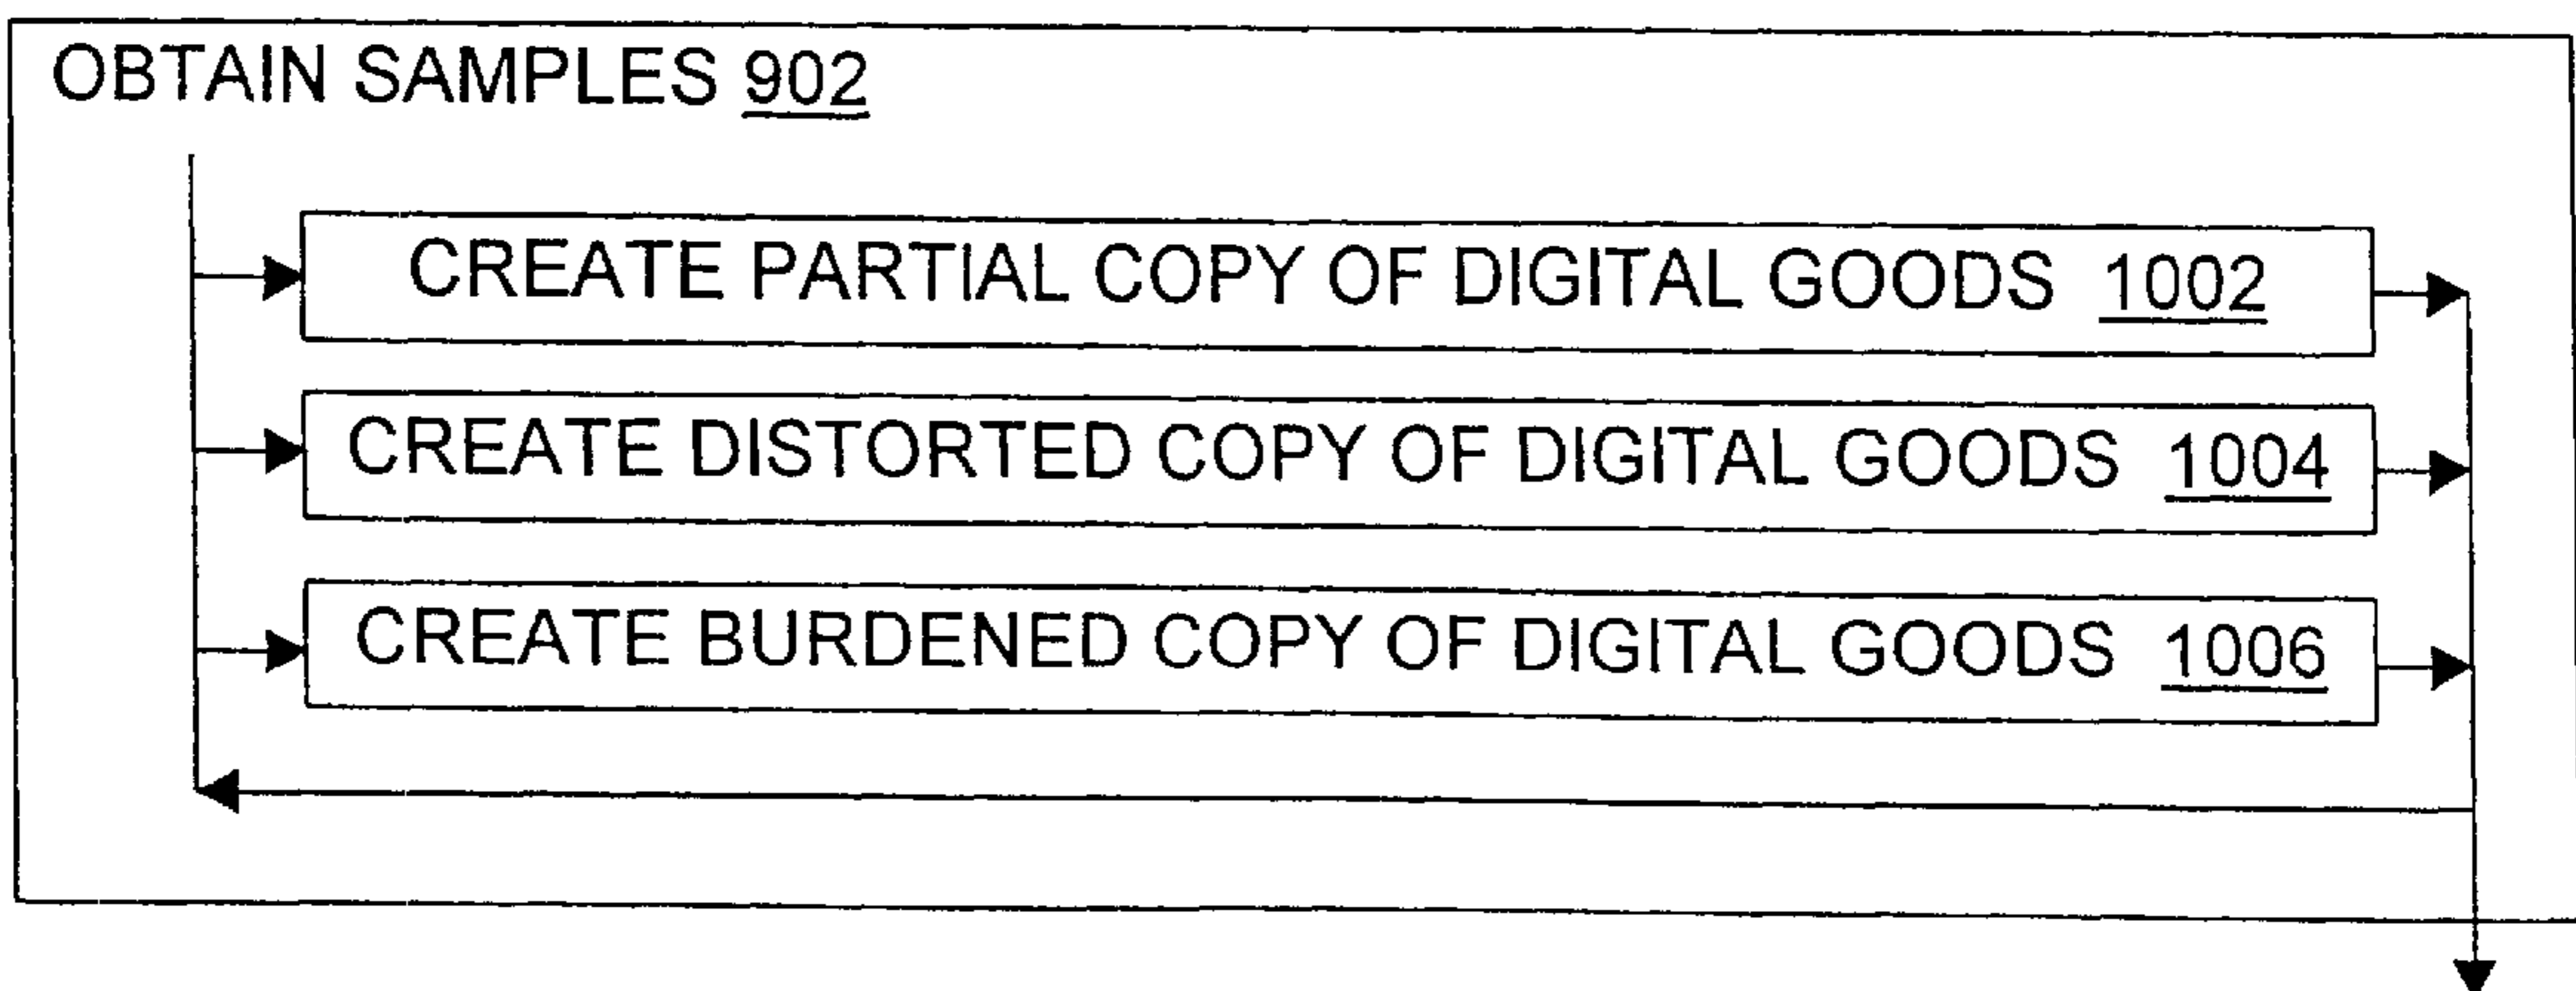 OBTAIN SAMPLES 902
CREATE PARTIAL COPY OF DIGITAL GOODS 1002
CREATE DISTORTED COPY OF DIGITAL GOODS 1004
CREATE BURDENED COPY OF DIGITAL GOODS 1006